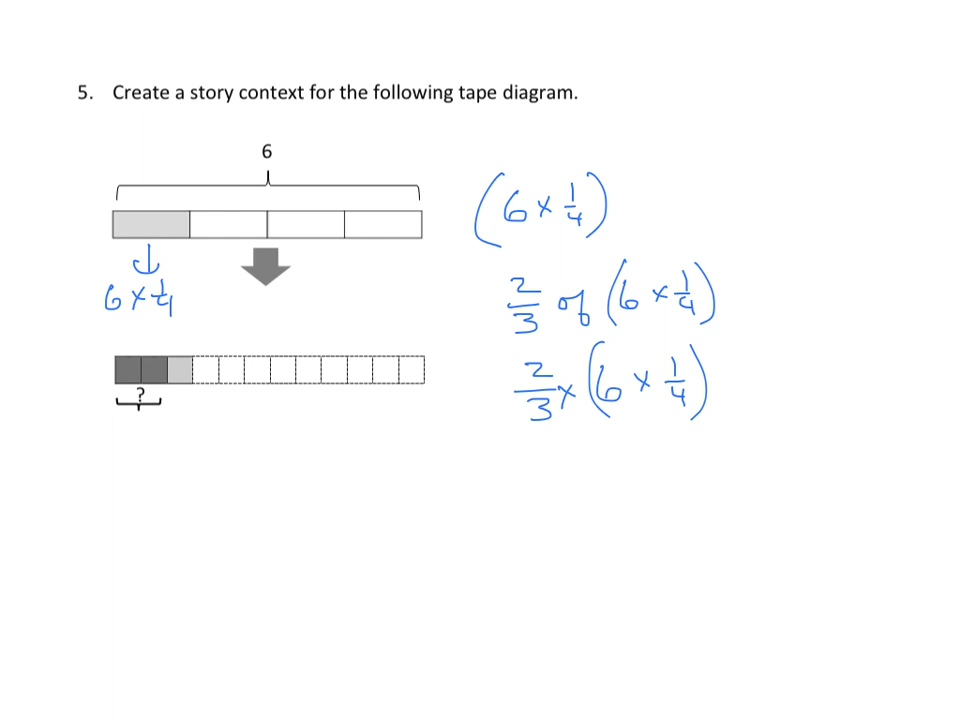 5. Create a story context for the following tape diagram.
6
(6 × 1/4)
6 × 1/4
2/3 of (6 × 1/4)
2/3 × (6 × 1/4)
?